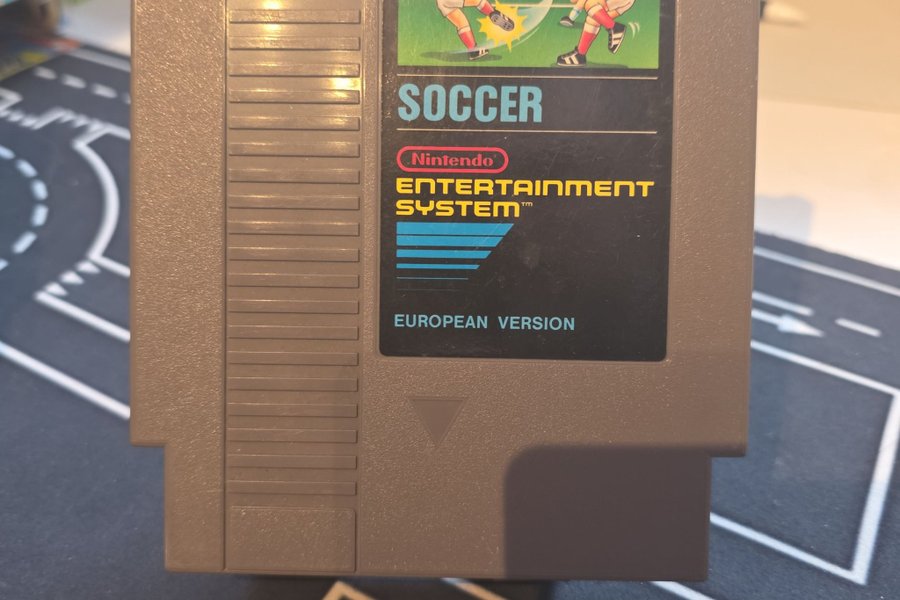 SOCCER
Nintendo®
ENTERTAINMENT
SYSTEM™
EUROPEAN VERSION